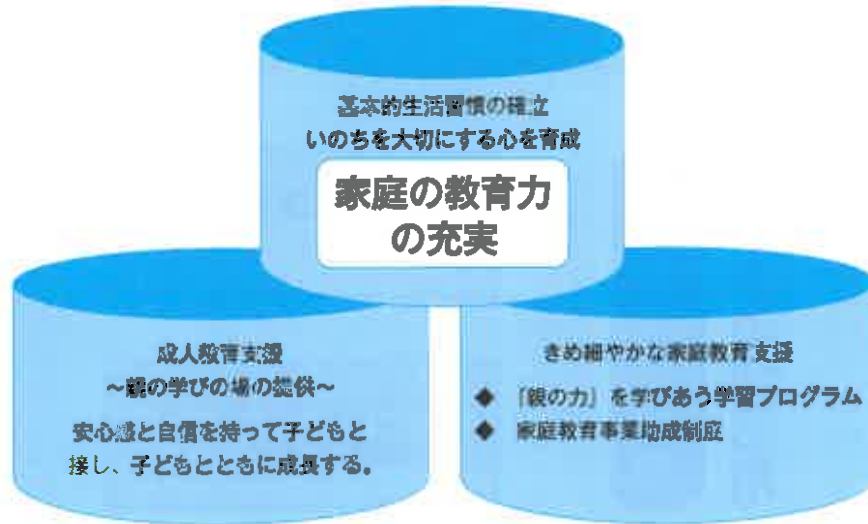 基本的生活習慣の確立
いのちを大切にする心を育成
家庭の教育力
の充実
成人教育支援
～親の学びの場の提供～
安心感と自信を持って子どもと
接し、子どもとともに成長する。
きめ細やかな家庭教育支援
◆ 「親の力」を学びあう学習プログラム
◆ 家庭教育事業助成制度